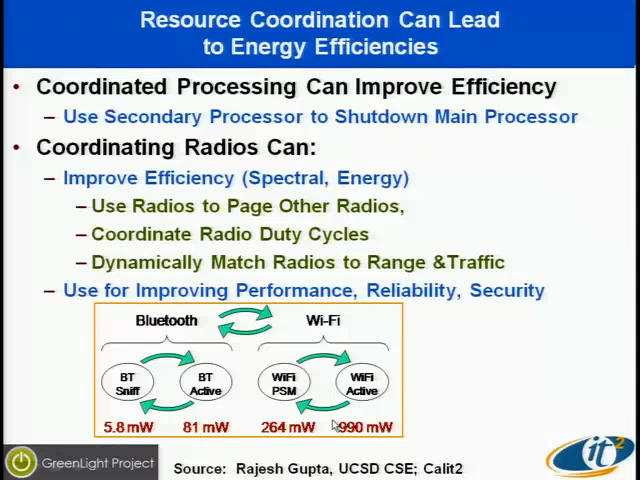 Resource Coordination Can Lead
to Energy Efficiencies
• Coordinated Processing Can Improve Efficiency
– Use Secondary Processor to Shutdown Main Processor
• Coordinating Radios Can:
– Improve Efficiency (Spectral, Energy)
– Use Radios to Page Other Radios,
– Coordinate Radio Duty Cycles
– Dynamically Match Radios to Range &Traffic
– Use for Improving Performance, Reliability, Security
Bluetooth Wi-Fi
BT BT WiFi WiFi
Sniff Active PSM Active
5.8 mW 81 mW 264 mW 990 mW
GreenLight Project
Source: Rajesh Gupta, UCSD CSE; Calit2
it2